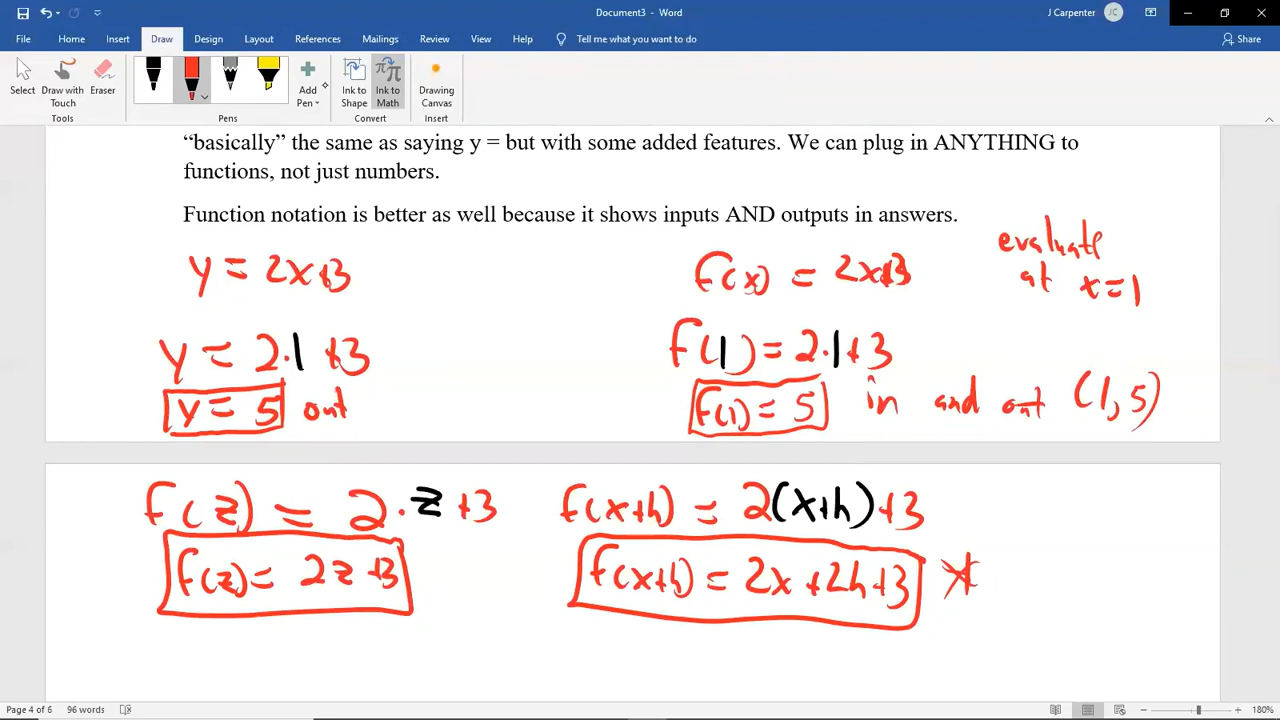 Document3 - Word
J Carpenter JC
File Home Insert Draw Design Layout References Mailings Review View Help Tell me what you want to do Share
Select Draw with Touch Eraser Add Pen Ink to Shape Ink to Math Drawing Canvas
Tools Pens Convert Insert
“basically” the same as saying y = but with some added features. We can plug in ANYTHING to
functions, not just numbers.
Function notation is better as well because it shows inputs AND outputs in answers.
y = 2x+3
f(x) = 2x+3
evaluate
at x=1
y = 2·1 +3
f(1) = 2·1+3
y = 5 out
f(1) = 5 in and out (1,5)
f(z) = 2·z +3
f(x+h) = 2(x+h)+3
f(z) = 2z+3
f(x+h) = 2x+2h+3 *
Page 4 of 6 96 words 180%